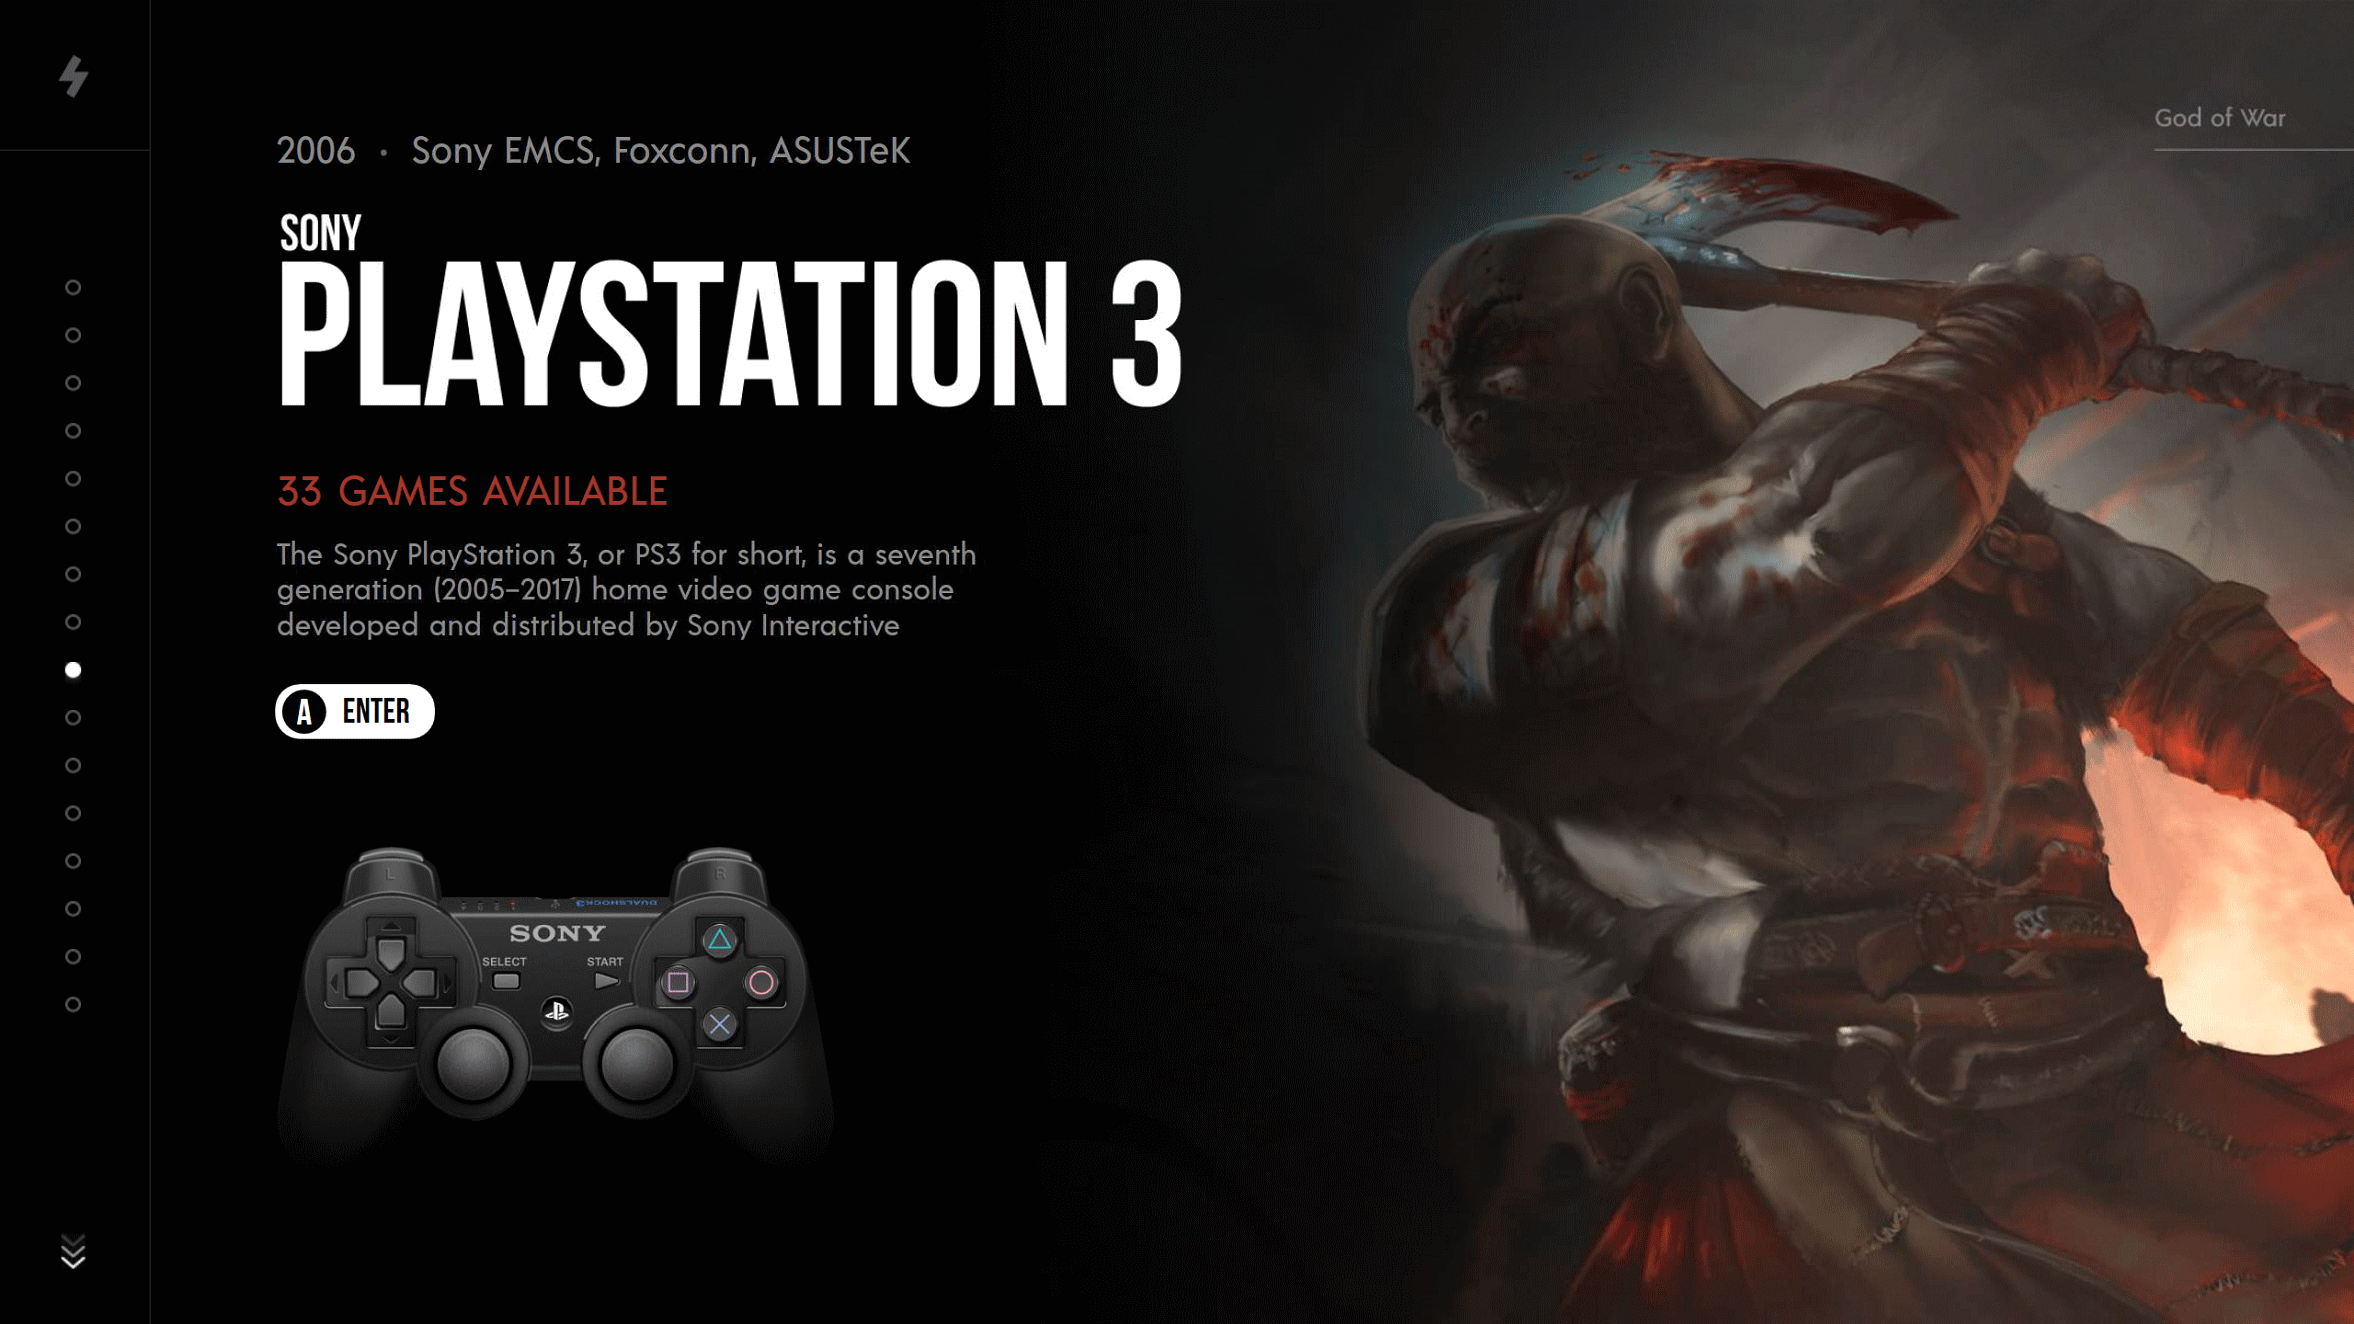 God of War
2006 · Sony EMCS, Foxconn, ASUSTeK
SONY
PLAYSTATION 3
33 GAMES AVAILABLE
The Sony PlayStation 3, or PS3 for short, is a seventh
generation (2005–2017) home video game console
developed and distributed by Sony Interactive
A ENTER
L R
DUALSHOCK3
SONY
SELECT START